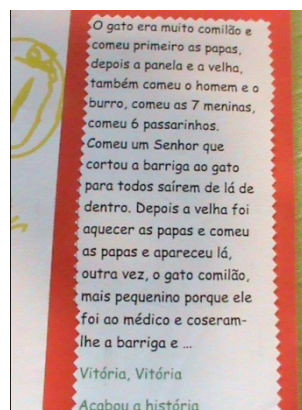 O gato era muito comilão e
comeu primeiro as papas,
depois a panela e a velha,
também comeu o homem e o
burro, comeu as 7 meninas,
comeu 6 passarinhos.
Comeu um Senhor que
cortou a barriga ao gato
para todos saírem de lá de
dentro. Depois a velha foi
aquecer as papas e comeu
as papas e apareceu lá,
outra vez, o gato comilão,
mais pequenino porque ele
foi ao médico e coseram-
lhe a barriga e ...
Vitória, Vitória
Acabou a história